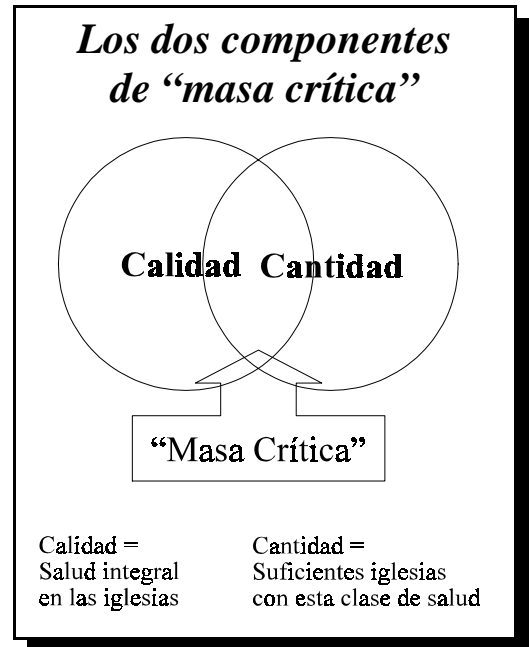 Los dos componentes
de “masa crítica”
Calidad Cantidad
“Masa Crítica”
Calidad =
Salud integral
en las iglesias
Cantidad =
Suficientes iglesias
con esta clase de salud